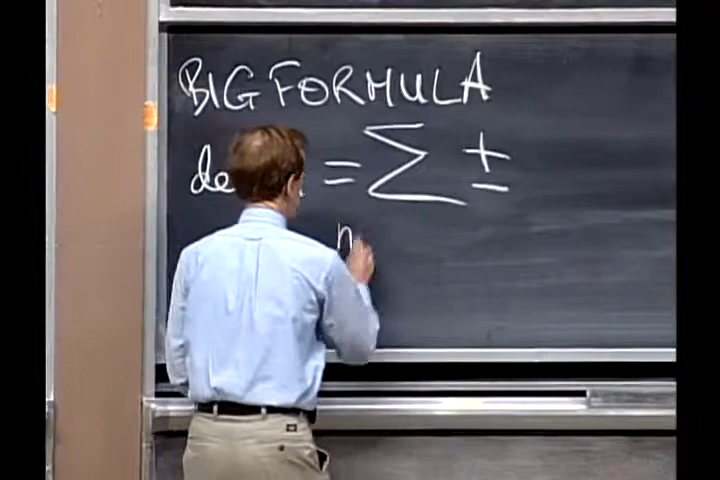 BIG FORMULA
de = ∑ ±
n